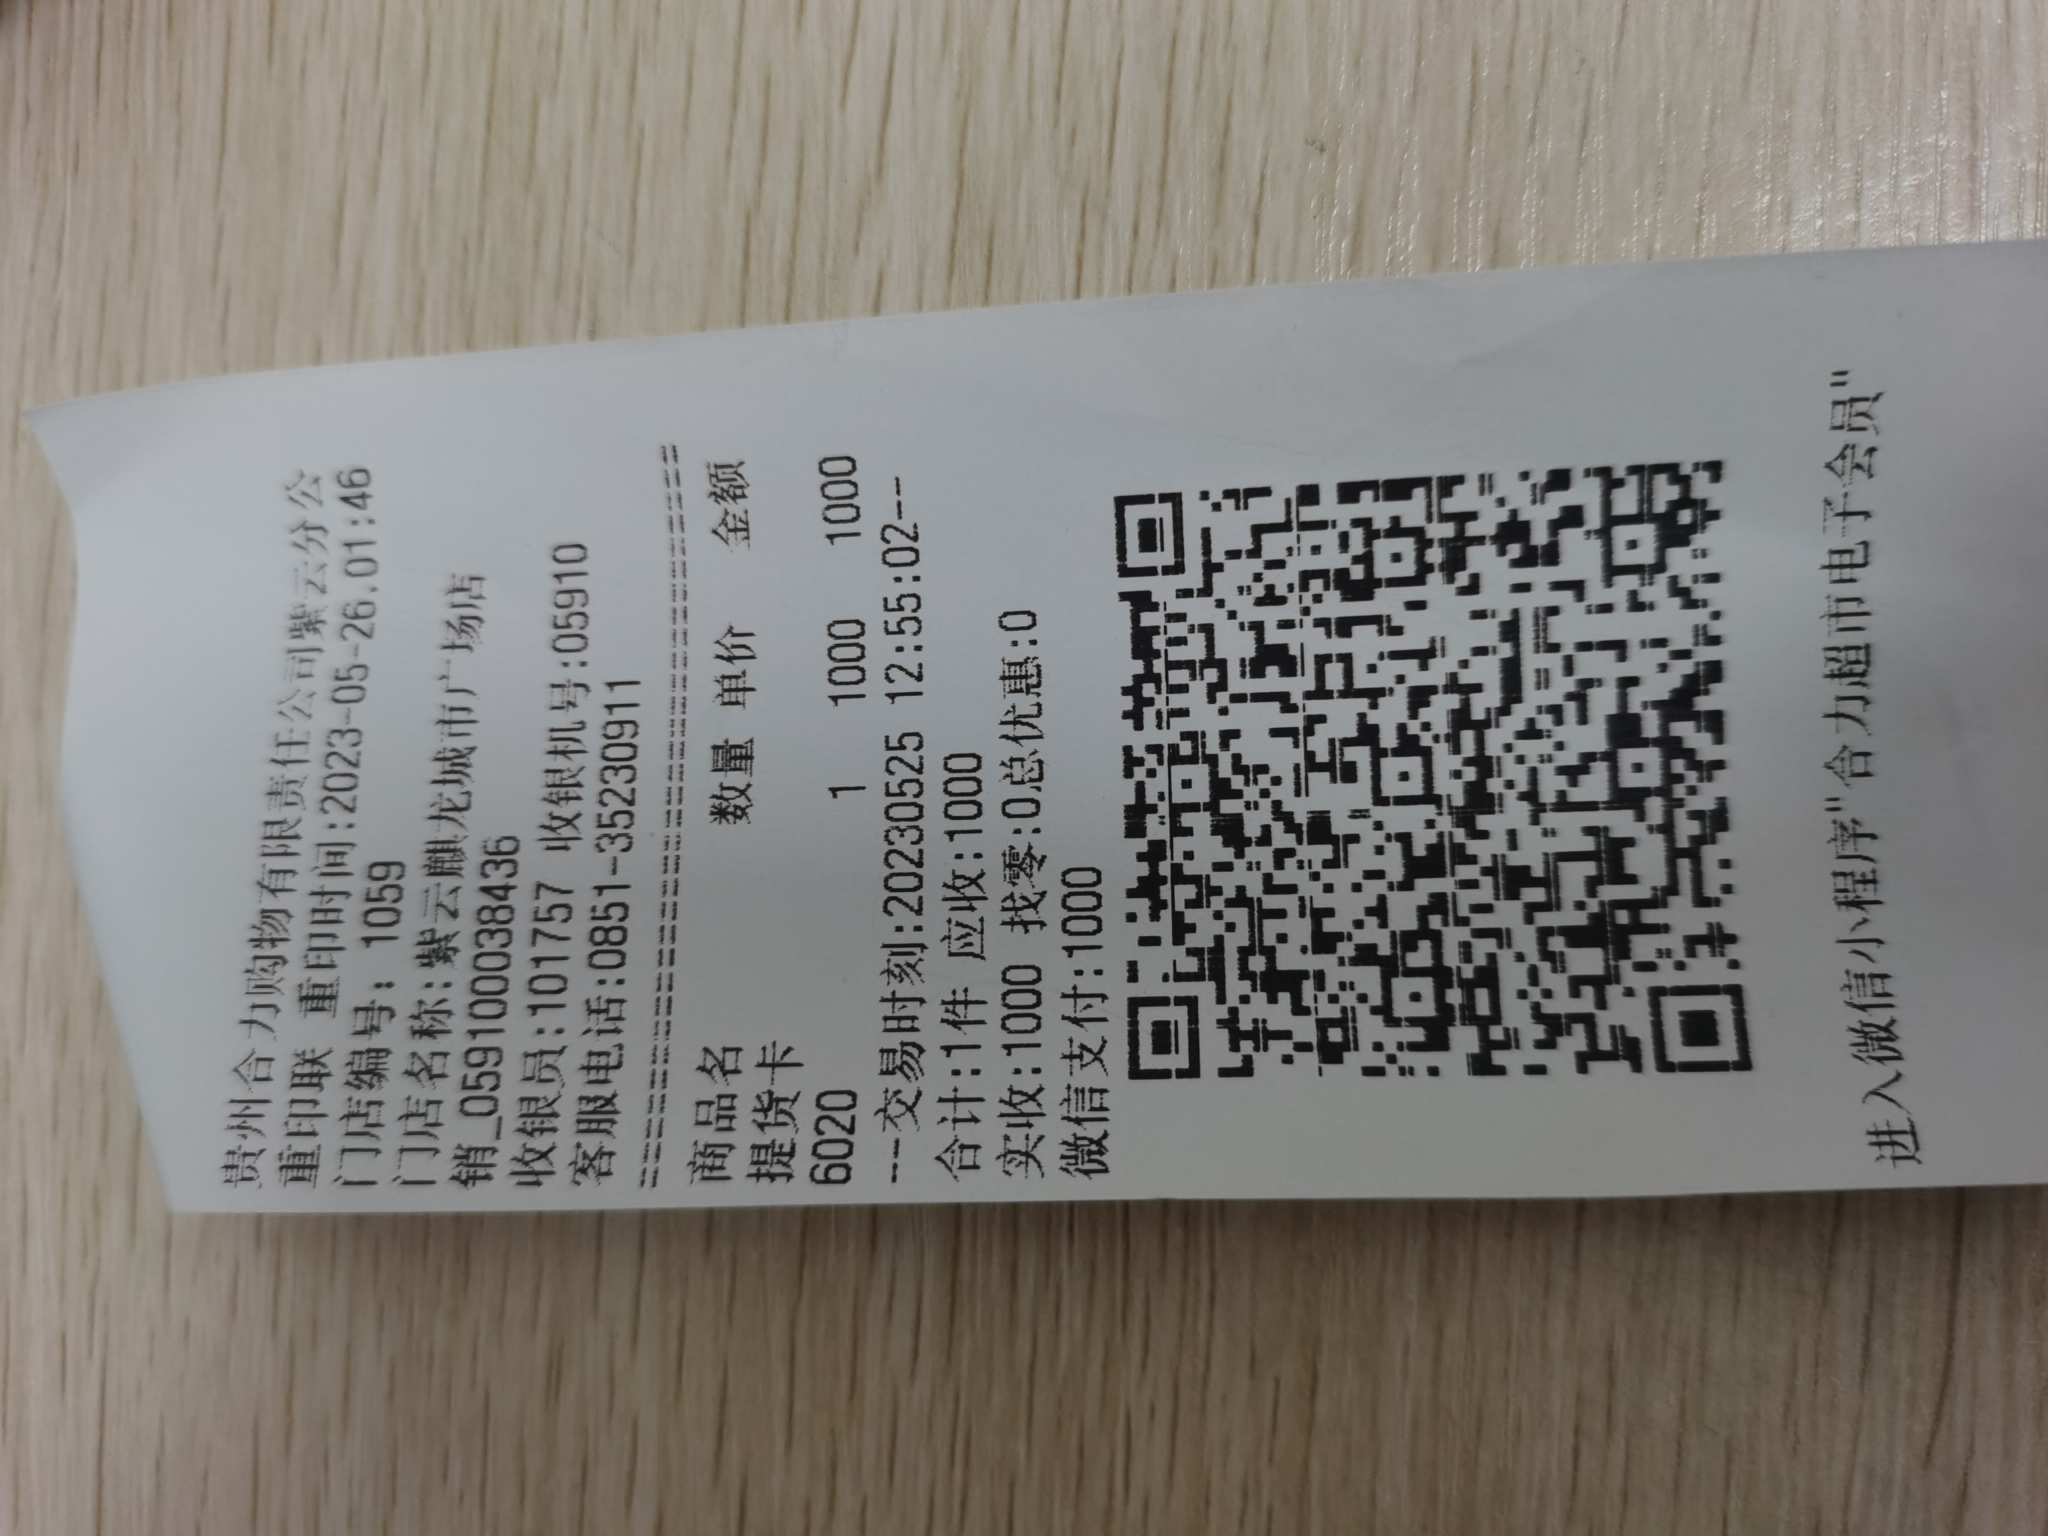 贵州合力购物有限责任公司紫云分公
重印联 重印时间:2023-05-26.01:46
门店编号: 1059
门店名称:紫云麒龙城市广场店
销_0591000038436
收银员:101757 收银机号:05910
客服电话:0851-35230911
================================
商品名 数量 单价 金额
提货卡
6020 1 1000 1000
--交易时刻:20230525 12:55:02--
合计:1件 应收:1000
实收:1000 找零:0总优惠:0
微信支付:1000
进入微信小程序"合力超市电子会员"